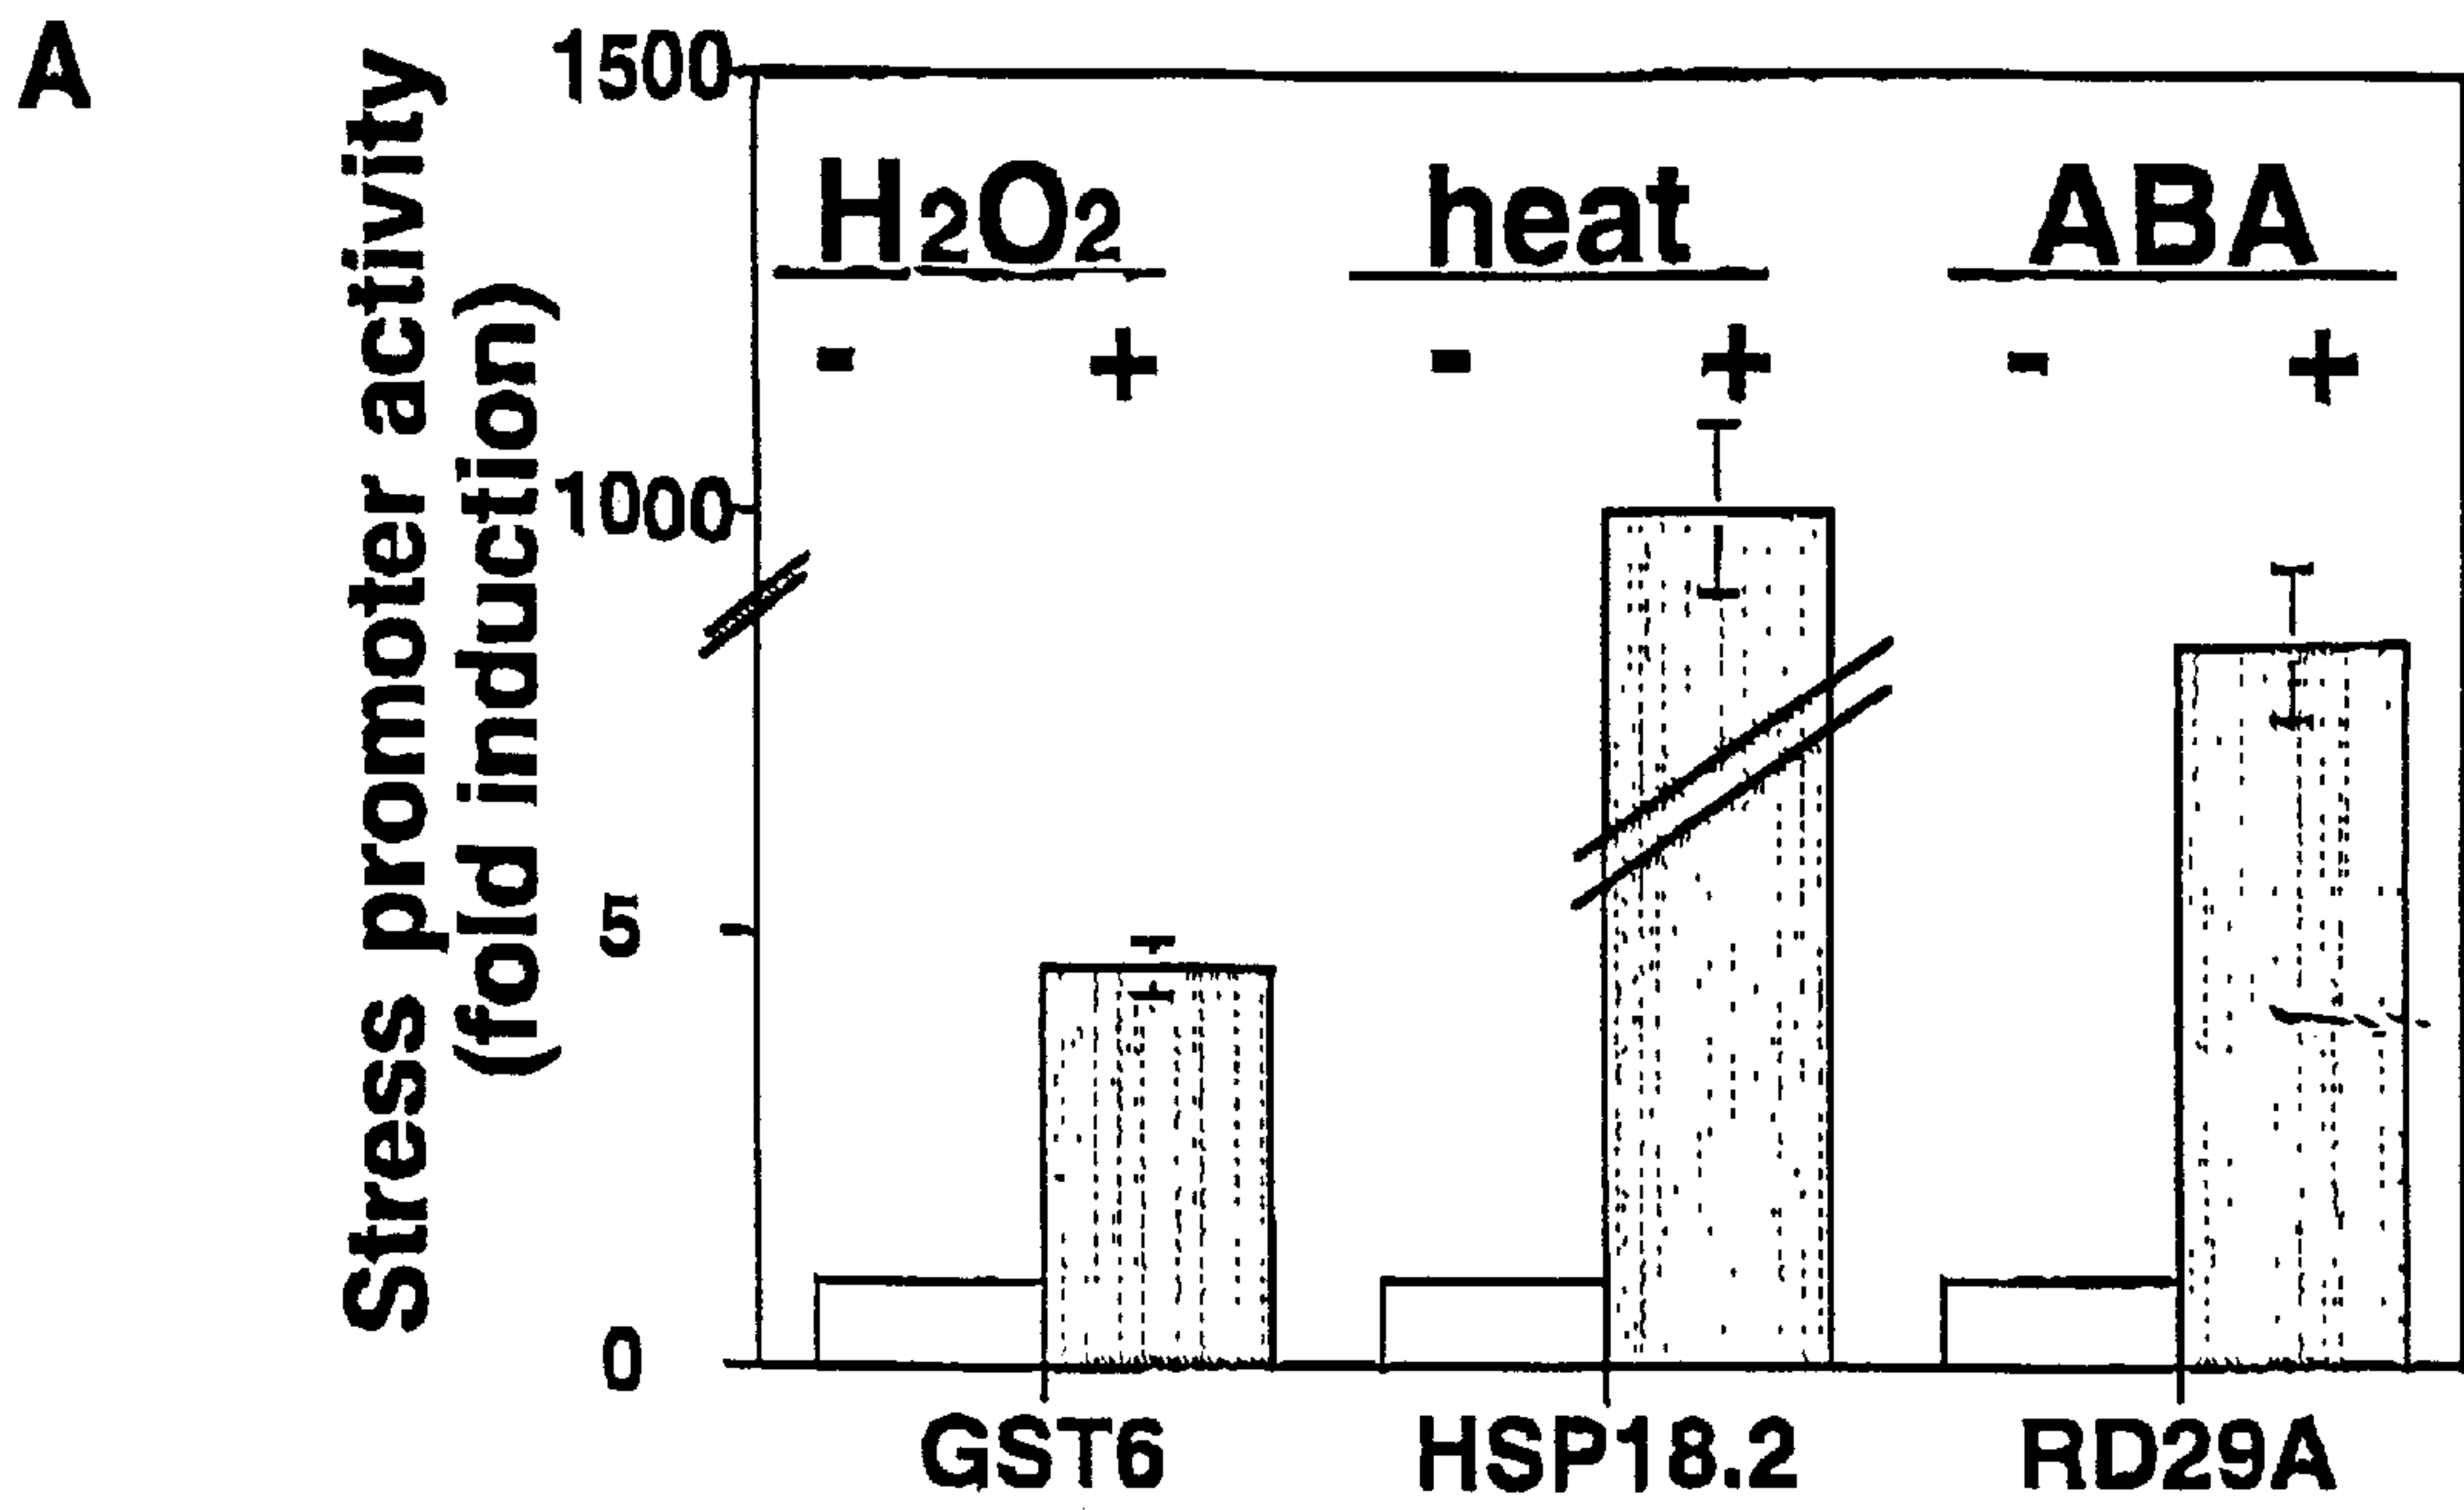 A
Stress promoter activity
(fold induction)
1500
1000
5
0
H2O2 heat ABA
- + - + - +
GST6 HSP18.2 RD29A